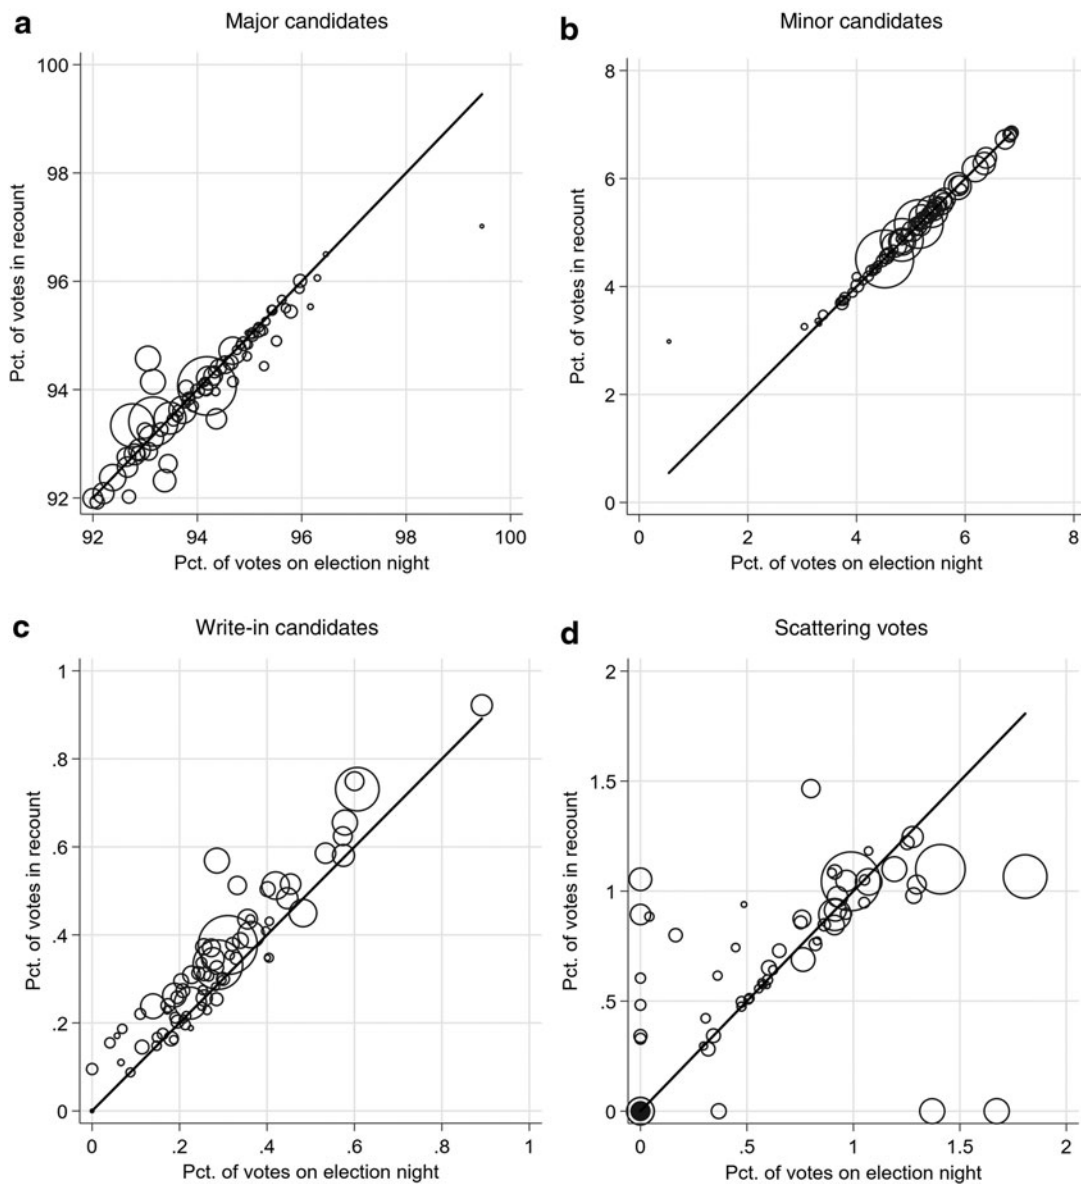 a Major candidates
100
98
96
94
92
Pct. of votes in recount
92 94 96 98 100
Pct. of votes on election night
b Minor candidates
8
6
4
2
0
Pct. of votes in recount
0 2 4 6 8
Pct. of votes on election night
c Write-in candidates
1
.8
.6
.4
.2
0
Pct. of votes in recount
0 .2 .4 .6 .8 1
Pct. of votes on election night
d Scattering votes
2
1.5
1
.5
0
Pct. of votes in recount
0 .5 1 1.5 2
Pct. of votes on election night